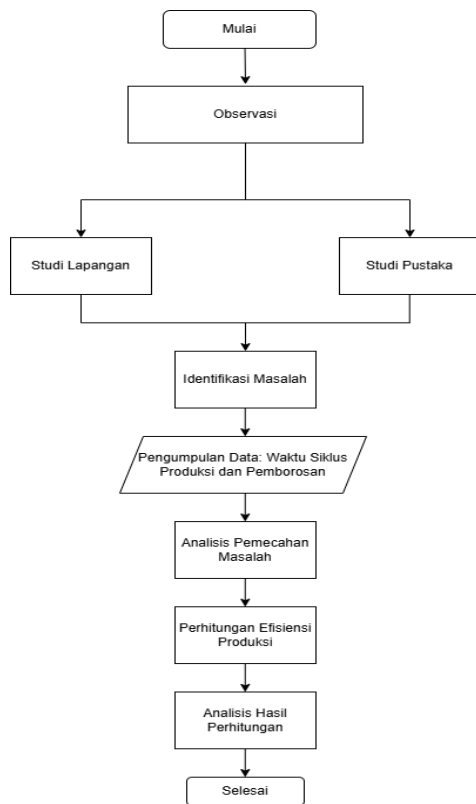 Mulai
Observasi
Studi Lapangan
Studi Pustaka
Identifikasi Masalah
Pengumpulan Data: Waktu Siklus
Produksi dan Pemborosan
Analisis Pemecahan
Masalah
Perhitungan Efisiensi
Produksi
Analisis Hasil
Perhitungan
Selesai